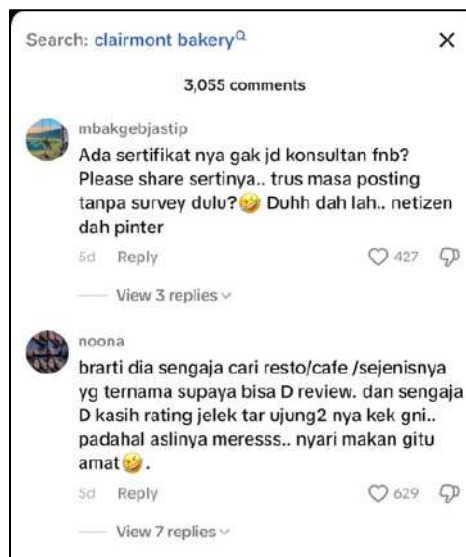 Search: clairmont bakery
3,055 comments
mbakgebjastip
Ada sertifikat nya gak jd konsultan fnb?
Please share sertinya.. trus masa posting
tanpa survey dulu?🤣 Duhh dah lah.. netizen
dah pinter
5d Reply 427
View 3 replies
noona
brarti dia sengaja cari resto/cafe /sejenisnya
yg ternama supaya bisa D review. dan sengaja
D kasih rating jelek tar ujung2 nya kek gni..
padahal aslinya meresss.. nyari makan gitu
amat🤣.
5d Reply 629
View 7 replies